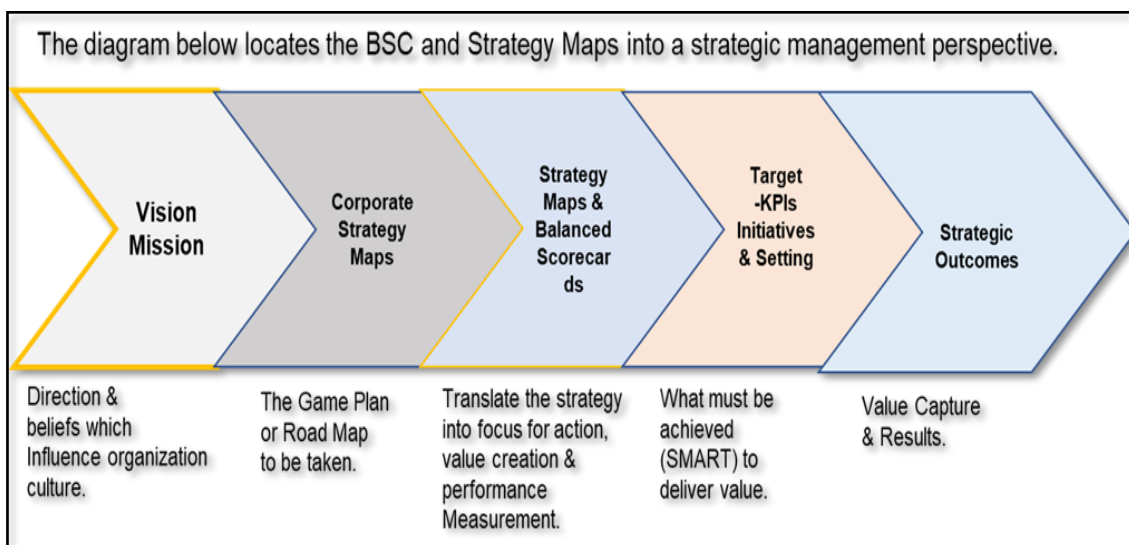 The diagram below locates the BSC and Strategy Maps into a strategic management perspective.
Vision
Mission
Corporate
Strategy
Maps
Strategy
Maps &
Balanced
Scorecar
ds
Target
-KPIs
Initiatives
& Setting
Strategic
Outcomes
Direction &
beliefs which
Influence organization
culture.
The Game Plan
or Road Map
to be taken.
Translate the strategy
into focus for action,
value creation &
performance
Measurement.
What must be
achieved
(SMART) to
deliver value.
Value Capture
& Results.